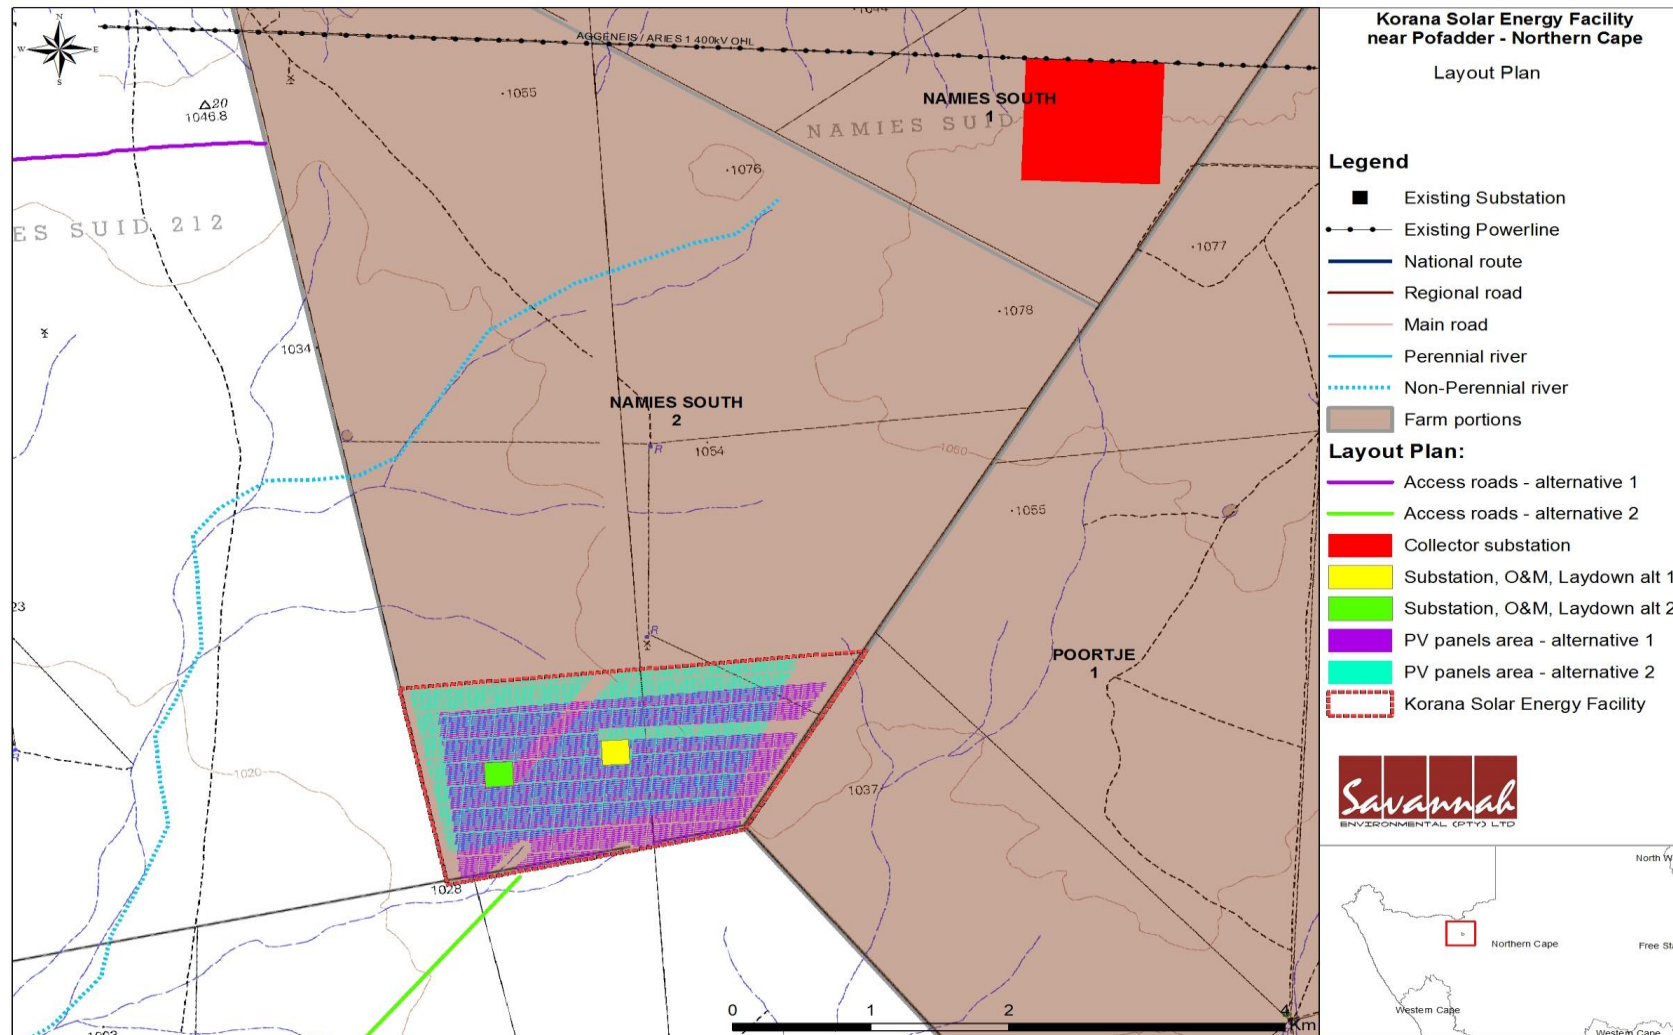 Korana Solar Energy Facility
near Pofadder - Northern Cape
Layout Plan
Legend
Existing Substation
Existing Powerline
National route
Regional road
Main road
Perennial river
Non-Perennial river
Farm portions
Layout Plan:
Access roads - alternative 1
Access roads - alternative 2
Collector substation
Substation, O&M, Laydown alt 1
Substation, O&M, Laydown alt 2
PV panels area - alternative 1
PV panels area - alternative 2
Korana Solar Energy Facility
Savannah
ENVIRONMENTAL (PTY) LTD
North W
Northern Cape
Free Sta
Western Cape
Western Cape
N
W E
S
AGGENEIS / ARIES 1 400kV OHL
1055
20
1046.8
NAMIES SOUTH
1
NAMIES SUID
1076
ES SUID 212
1077
1078
1034
NAMIES SOUTH
2
R
1054
1050
1055
23
R
POORTJE
1
R
1020
1037
1028
0 1 2 4
Km